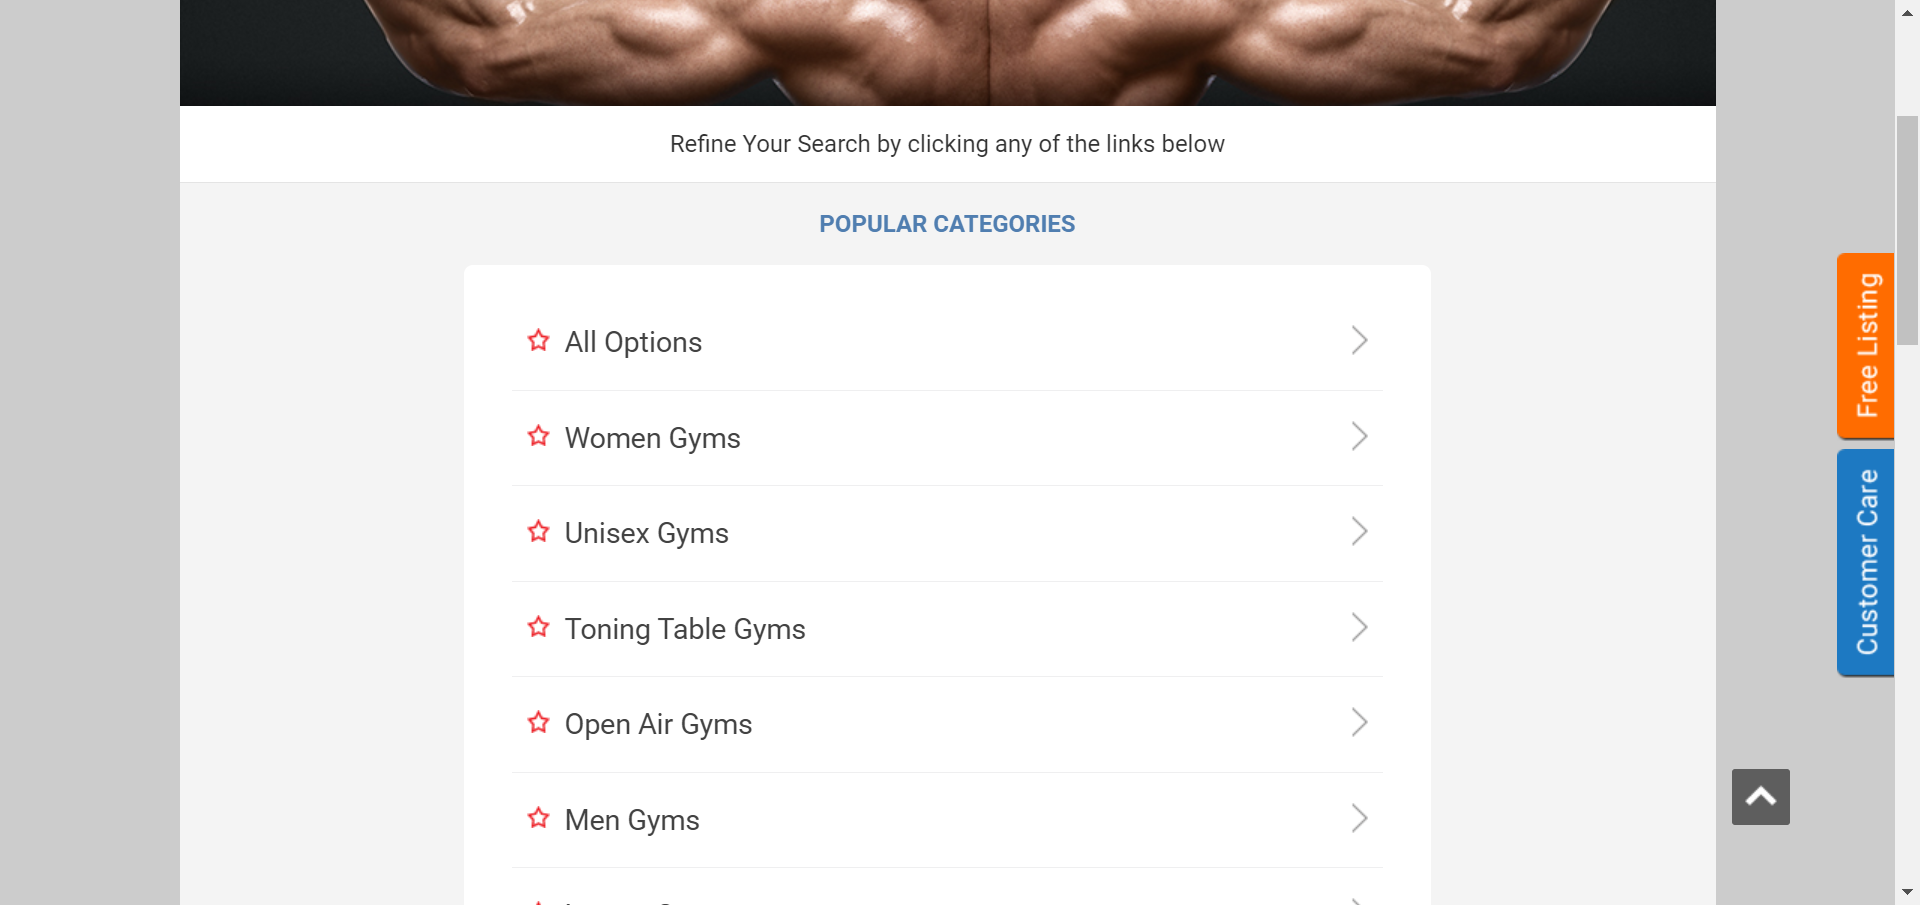 Refine Your Search by clicking any of the links below
POPULAR CATEGORIES
All Options
Women Gyms
Unisex Gyms
Toning Table Gyms
Open Air Gyms
Men Gyms
Free Listing
Customer Care